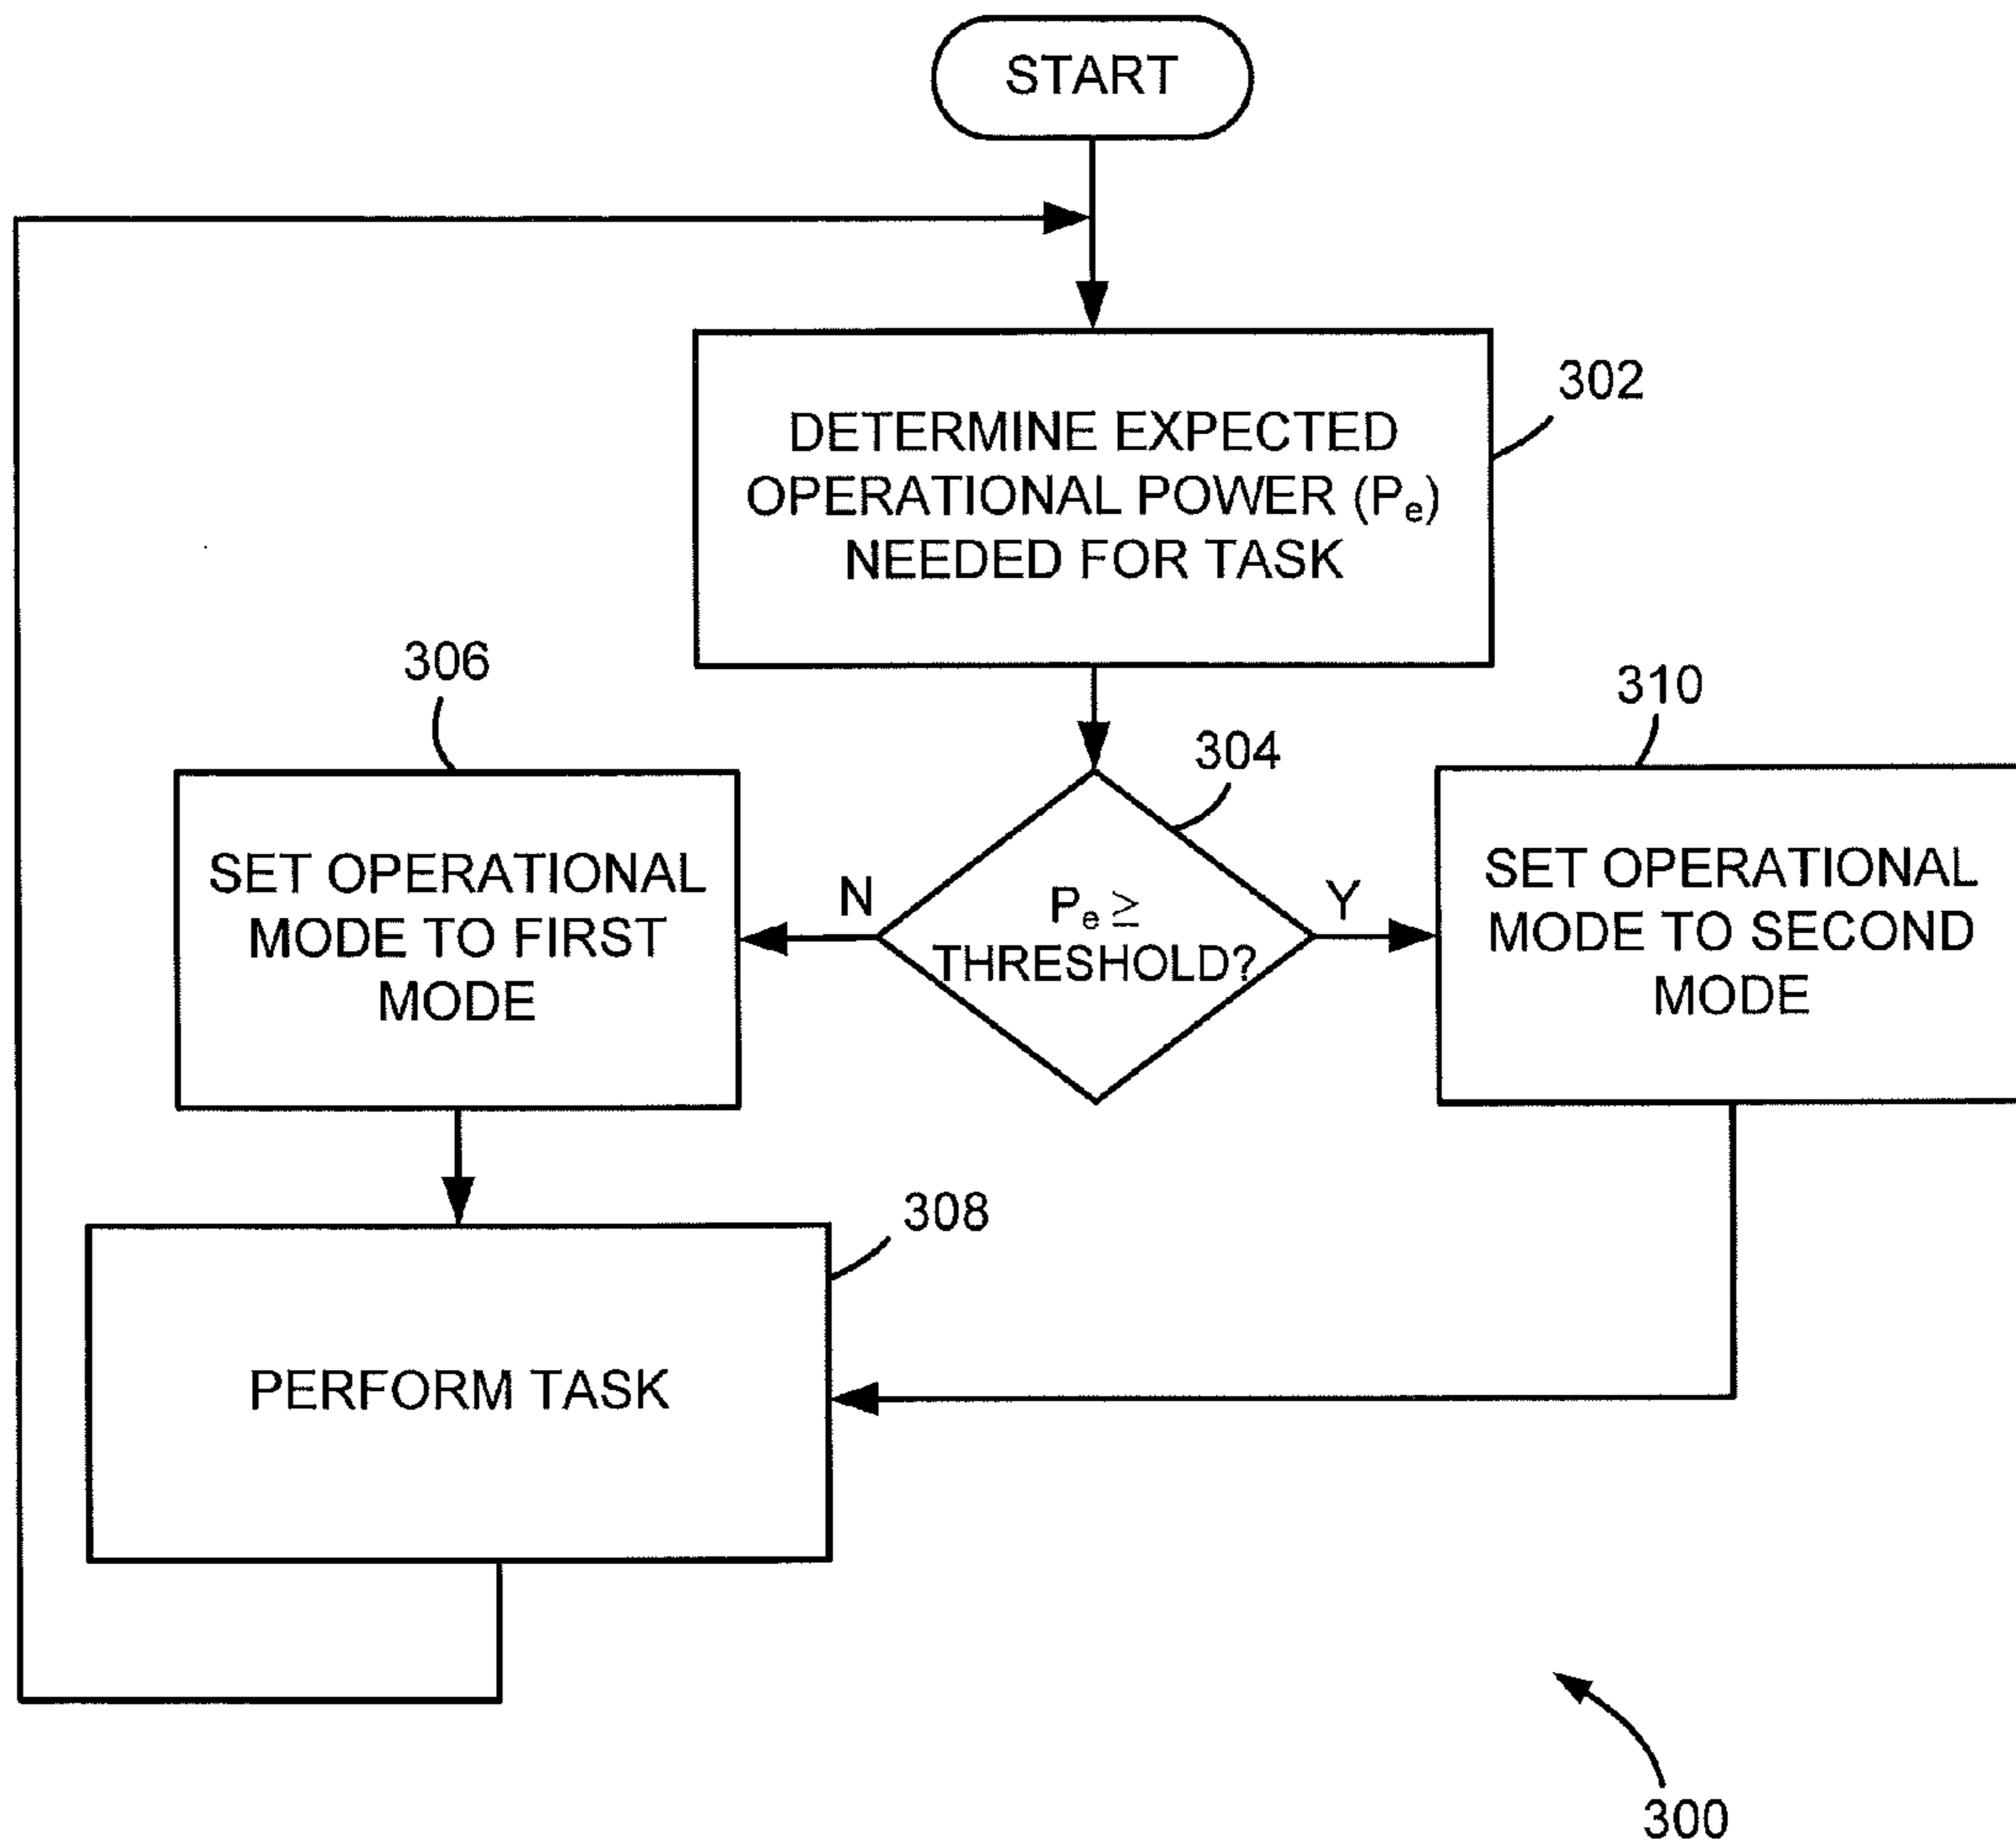 START
302
DETERMINE EXPECTED
OPERATIONAL POWER (Pe)
NEEDED FOR TASK
306
310
304
SET OPERATIONAL
MODE TO FIRST
MODE
N
Pe ≥
THRESHOLD?
Y
SET OPERATIONAL
MODE TO SECOND
MODE
308
PERFORM TASK
300